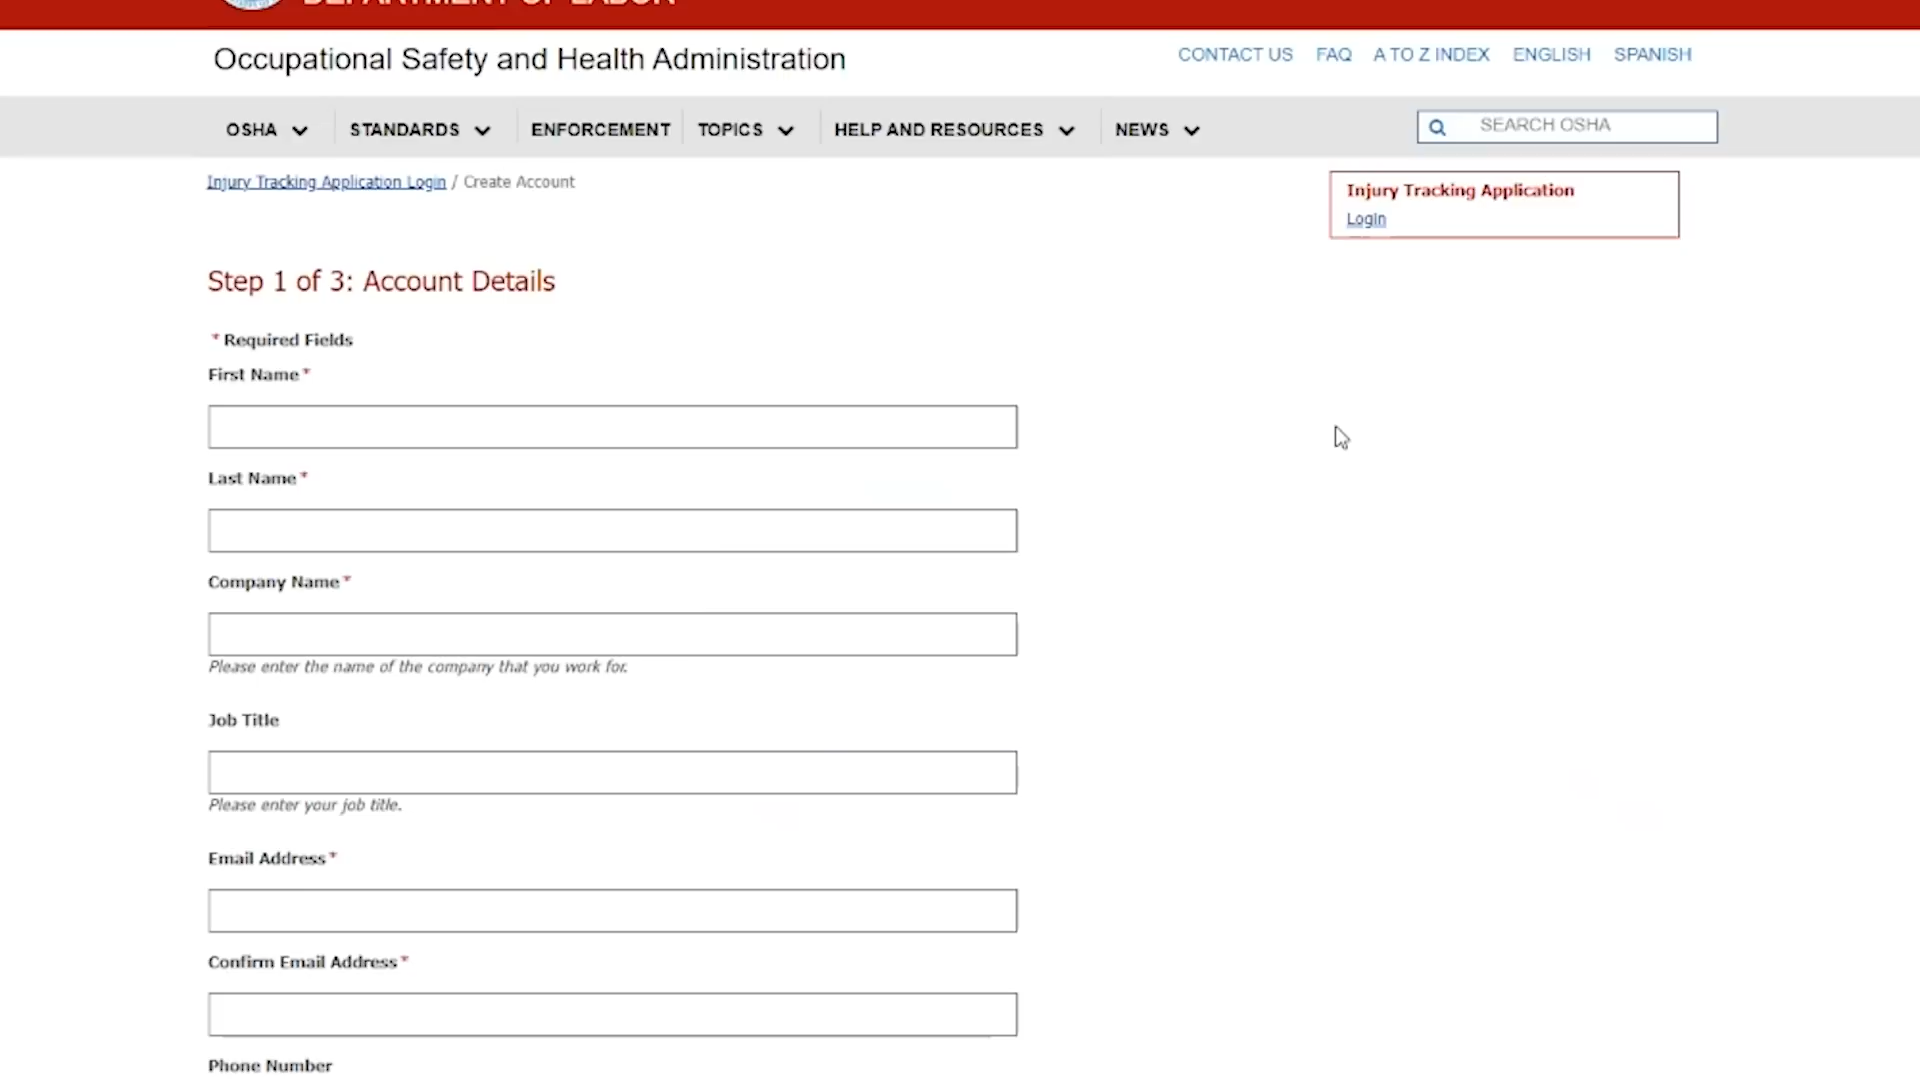 DEPARTMENT OF LABOR
Occupational Safety and Health Administration
CONTACT US FAQ A TO Z INDEX ENGLISH SPANISH
OSHA STANDARDS ENFORCEMENT TOPICS HELP AND RESOURCES NEWS SEARCH OSHA
Injury Tracking Application Login / Create Account
Injury Tracking Application
Login
Step 1 of 3: Account Details
* Required Fields
First Name *
Last Name *
Company Name *
Please enter the name of the company that you work for.
Job Title
Please enter your job title.
Email Address *
Confirm Email Address *
Phone Number